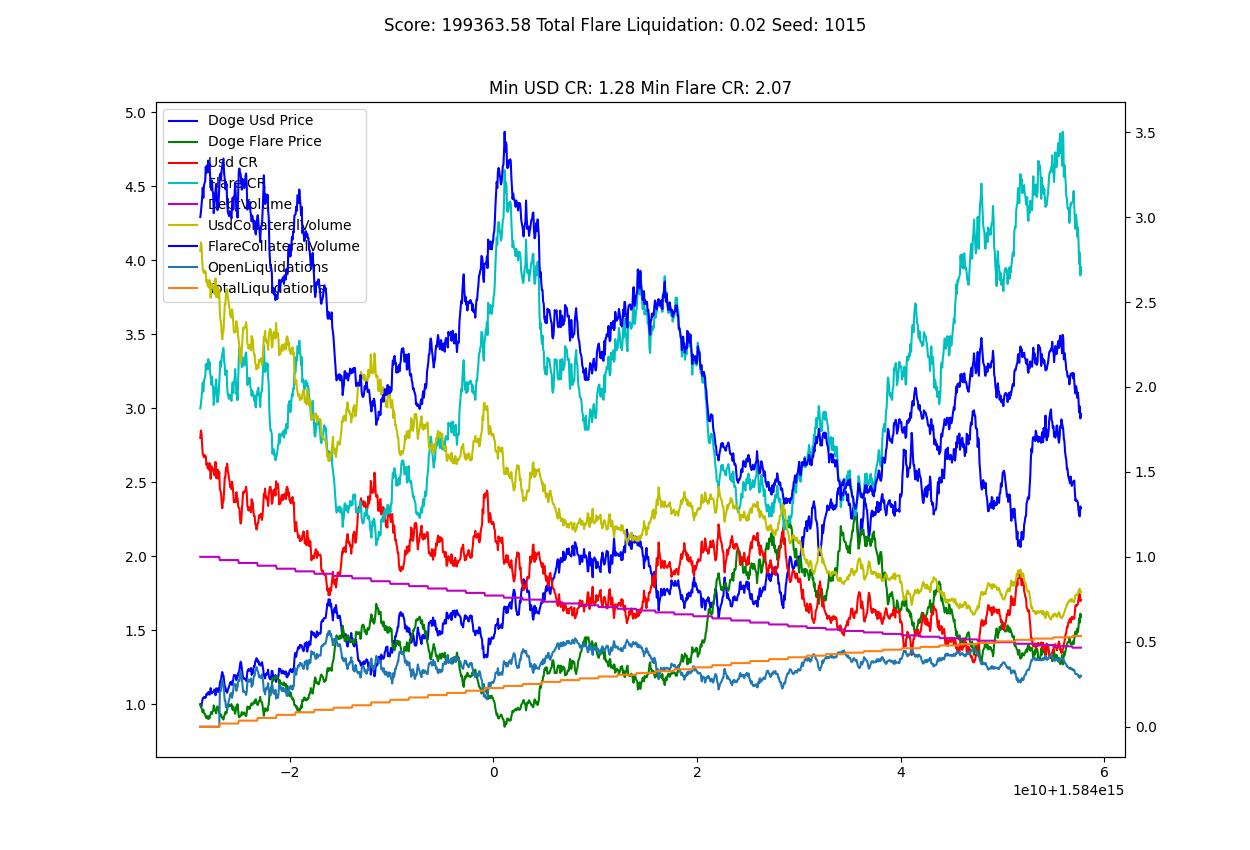 Score: 199363.58 Total Flare Liquidation: 0.02 Seed: 1015
Min USD CR: 1.28 Min Flare CR: 2.07
Doge Usd Price
Doge Flare Price
Usd CR
Flare CR
DebtVolume
UsdCollateralVolume
FlareCollateralVolume
OpenLiquidations
TotalLiquidations
5.0
4.5
4.0
3.5
3.0
2.5
2.0
1.5
1.0
3.5
3.0
2.5
2.0
1.5
1.0
0.5
0.0
−2
0
2
4
6
1e10+1.584e15